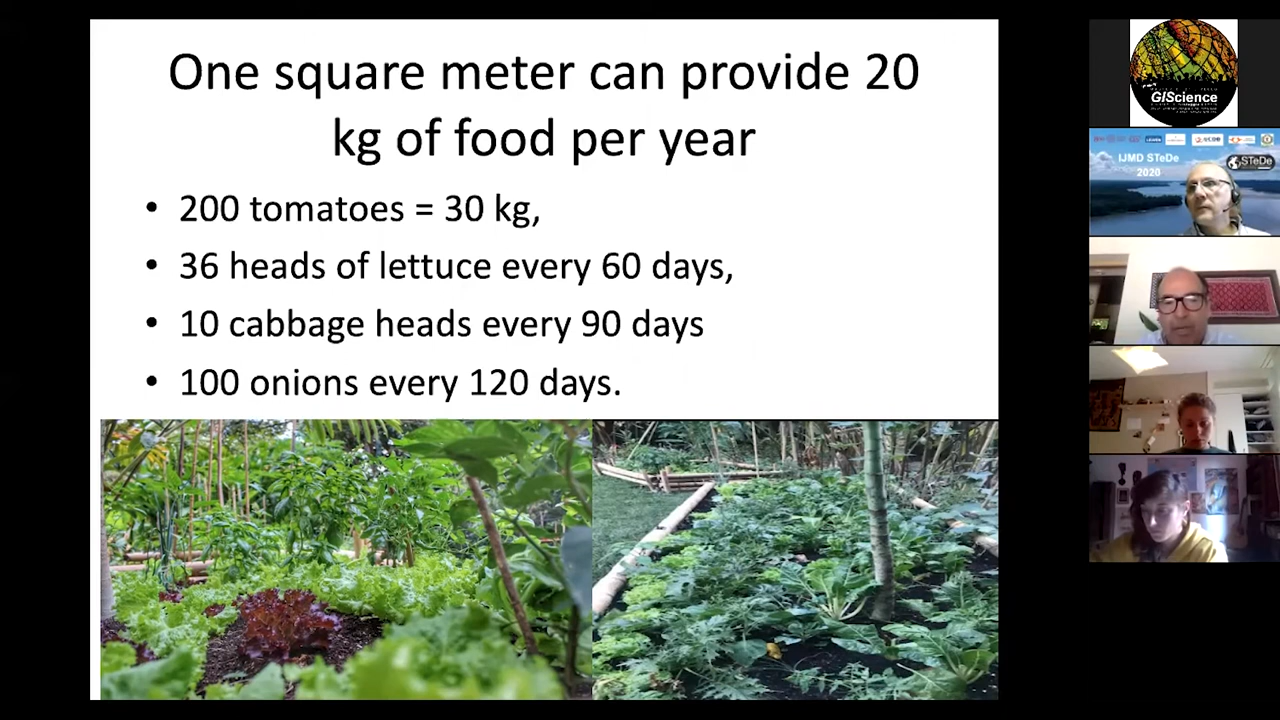 One square meter can provide 20
kg of food per year
• 200 tomatoes = 30 kg,
• 36 heads of lettuce every 60 days,
• 10 cabbage heads every 90 days
• 100 onions every 120 days.
GIScience
IJMD STeDe
2020
STeDe